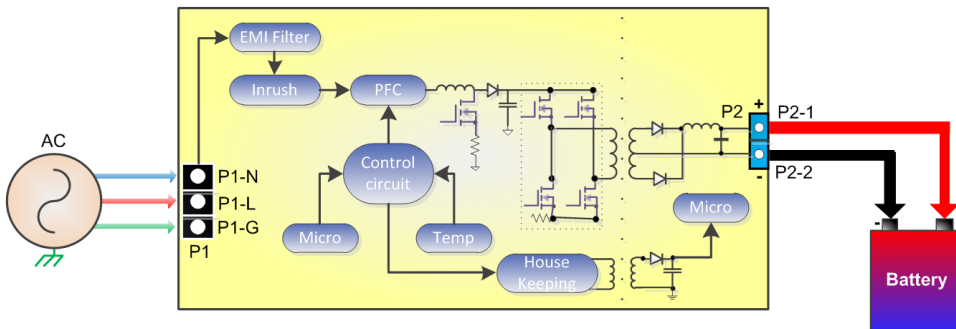 EMI Filter
Inrush
PFC
AC
P1-N
P1-L
P1-G
P1
Control
circuit
Micro
Temp
House
Keeping
Micro
P2
+
P2-1
-
P2-2
-
Battery